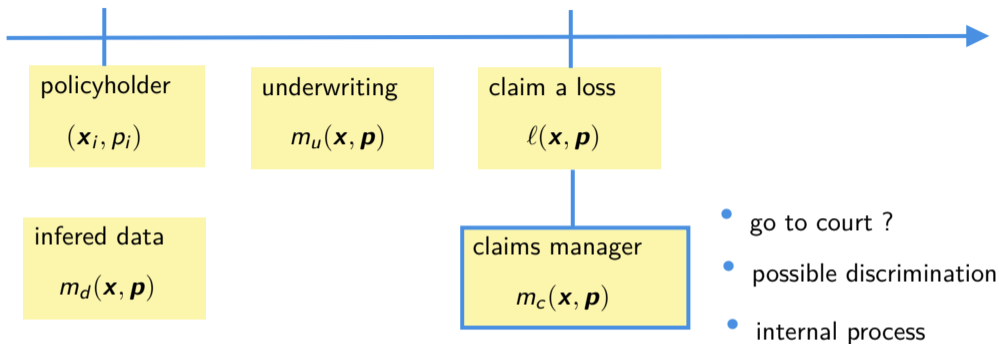 policyholder
(xᵢ, pᵢ)
underwriting
mᵤ(x, p)
claim a loss
ℓ(x, p)
infered data
m_d(x, p)
claims manager
m_c(x, p)
• go to court ?
• possible discrimination
• internal process